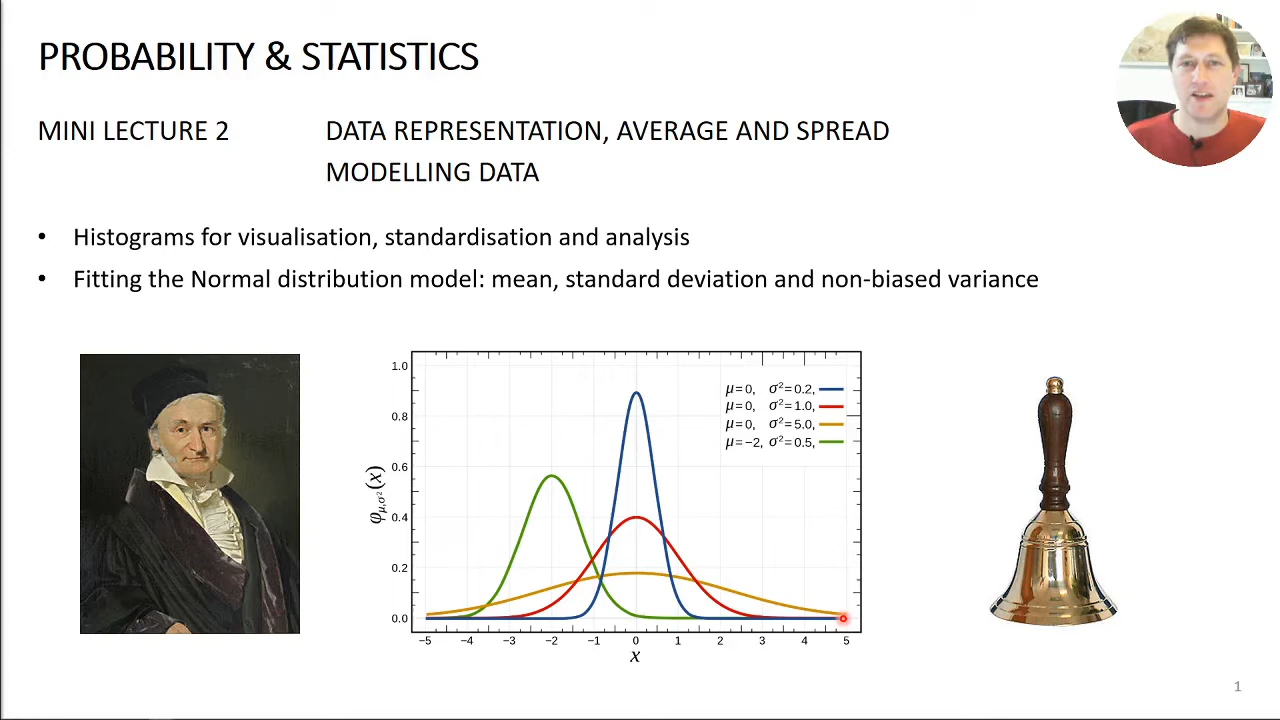 PROBABILITY & STATISTICS
MINI LECTURE 2
DATA REPRESENTATION, AVERAGE AND SPREAD
MODELLING DATA
• Histograms for visualisation, standardisation and analysis
• Fitting the Normal distribution model: mean, standard deviation and non-biased variance
φμ,σ²(x)
1.0
0.8
0.6
0.4
0.2
0.0
μ=0, σ²=0.2,
μ=0, σ²=1.0,
μ=0, σ²=5.0,
μ=−2, σ²=0.5,
−5 −4 −3 −2 −1 0 1 2 3 4 5
x
1